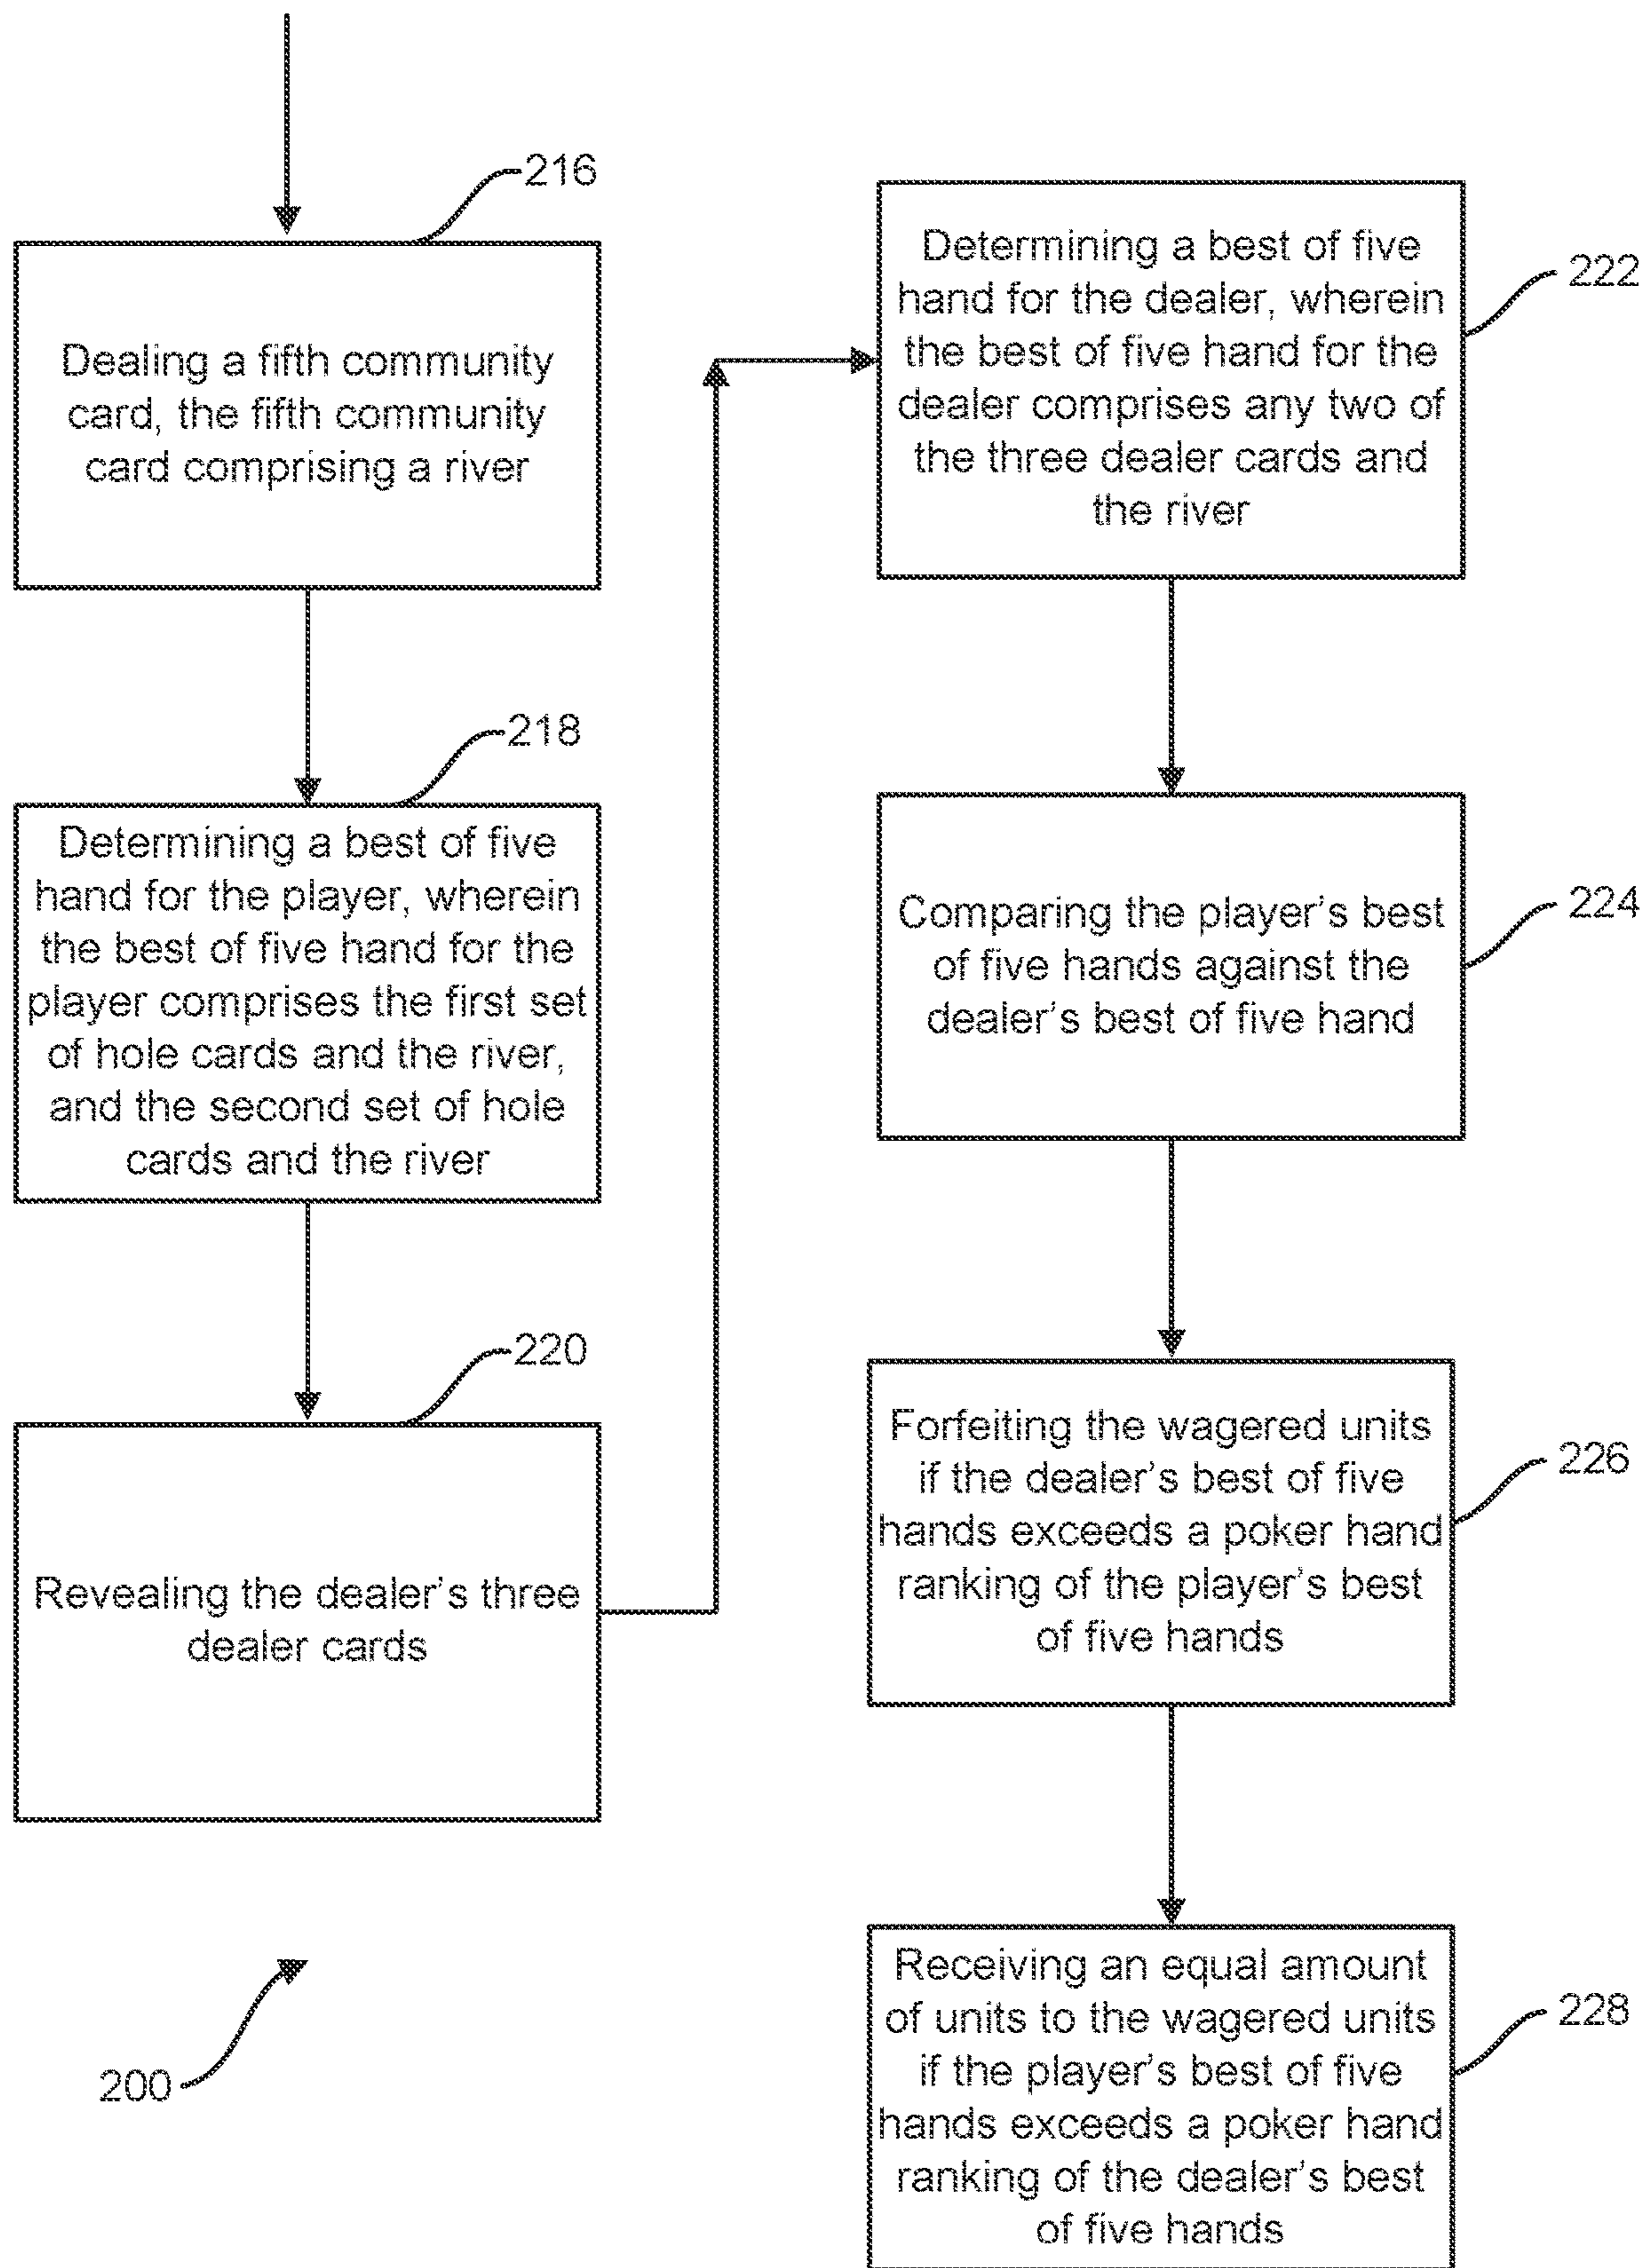 216
Dealing a fifth community
card, the fifth community
card comprising a river
218
Determining a best of five
hand for the player, wherein
the best of five hand for the
player comprises the first set
of hole cards and the river,
and the second set of hole
cards and the river
220
Revealing the dealer's three
dealer cards
200
222
Determining a best of five
hand for the dealer, wherein
the best of five hand for the
dealer comprises any two of
the three dealer cards and
the river
224
Comparing the player's best
of five hands against the
dealer's best of five hand
226
Forfeiting the wagered units
if the dealer's best of five
hands exceeds a poker hand
ranking of the player's best
of five hands
228
Receiving an equal amount
of units to the wagered units
if the player's best of five
hands exceeds a poker hand
ranking of the dealer's best
of five hands